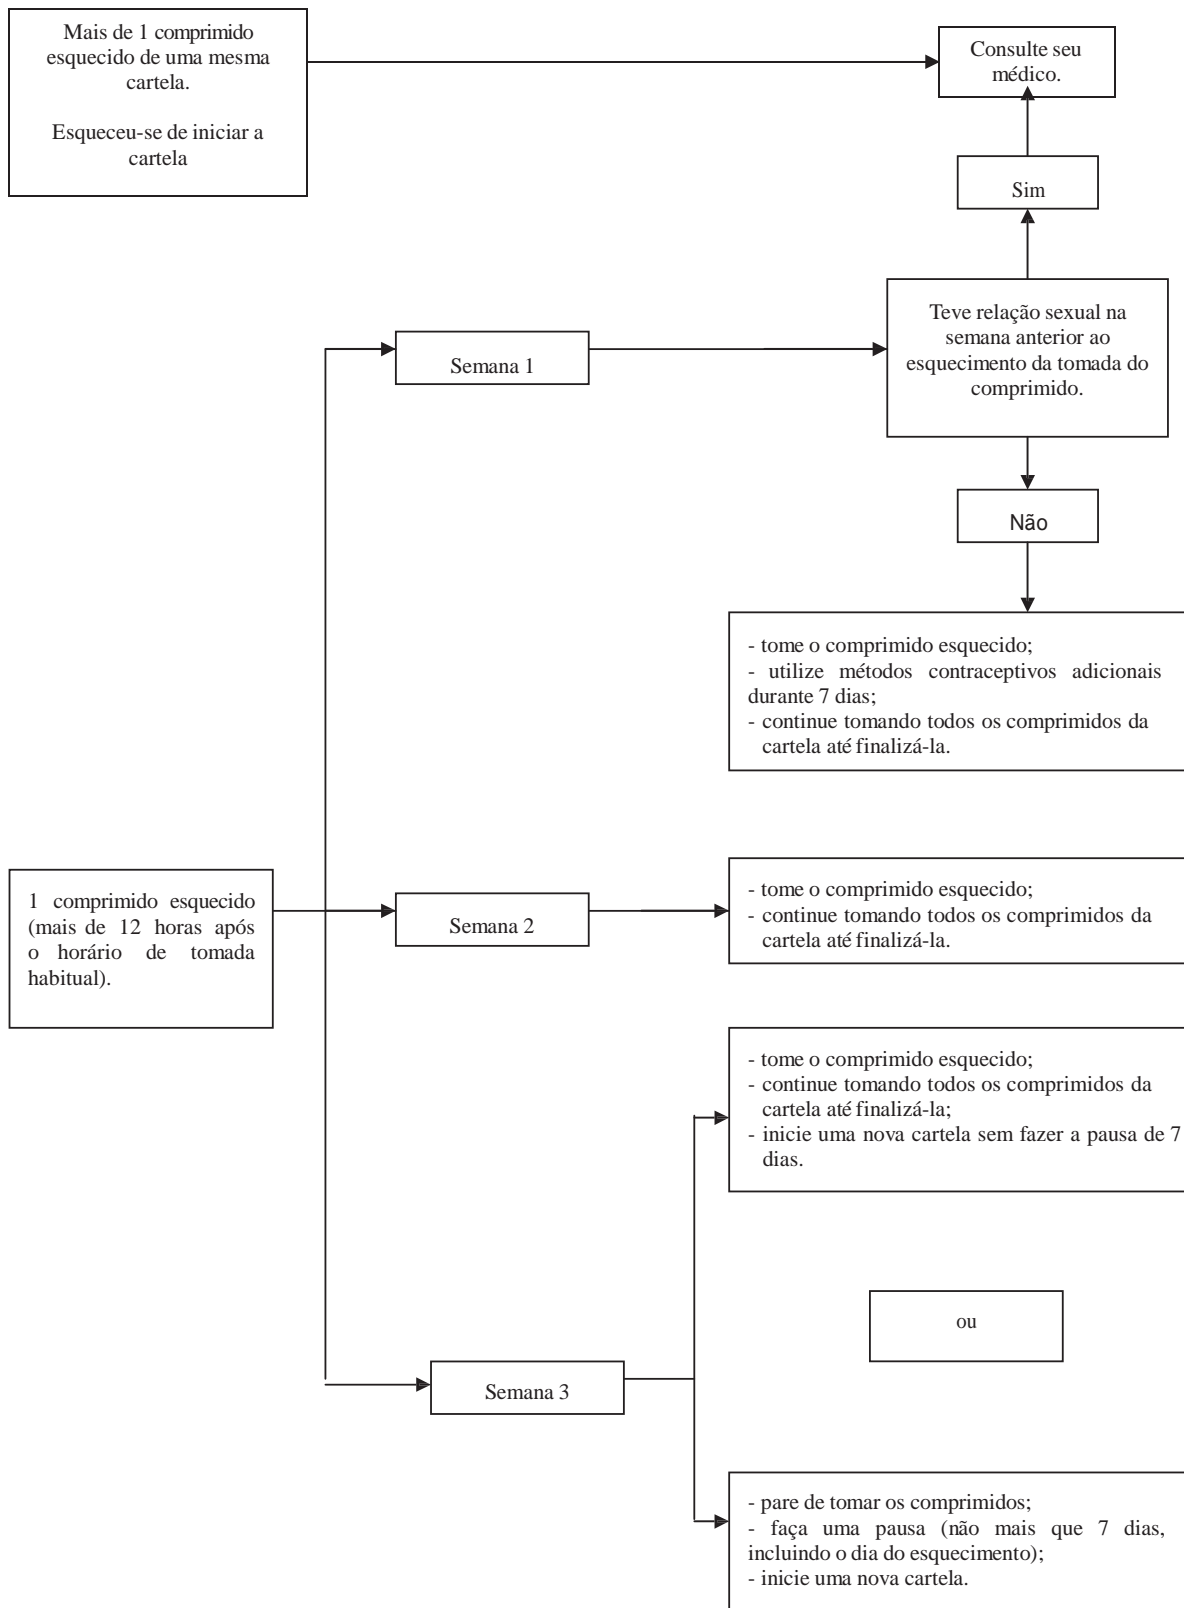 Mais de 1 comprimido
esquecido de uma mesma
cartela.
Esqueceu-se de iniciar a
cartela
Consulte seu
médico.
Sim
Teve relação sexual na
semana anterior ao
esquecimento da tomada do
comprimido.
Semana 1
Não
- tome o comprimido esquecido;
- utilize métodos contraceptivos adicionais
durante 7 dias;
- continue tomando todos os comprimidos da
cartela até finalizá-la.
1 comprimido esquecido
(mais de 12 horas após
o horário de tomada
habitual).
Semana 2
- tome o comprimido esquecido;
- continue tomando todos os comprimidos da
cartela até finalizá-la.
- tome o comprimido esquecido;
- continue tomando todos os comprimidos da
cartela até finalizá-la;
- inicie uma nova cartela sem fazer a pausa de 7
dias.
ou
Semana 3
- pare de tomar os comprimidos;
- faça uma pausa (não mais que 7 dias,
incluindo o dia do esquecimento);
- inicie uma nova cartela.